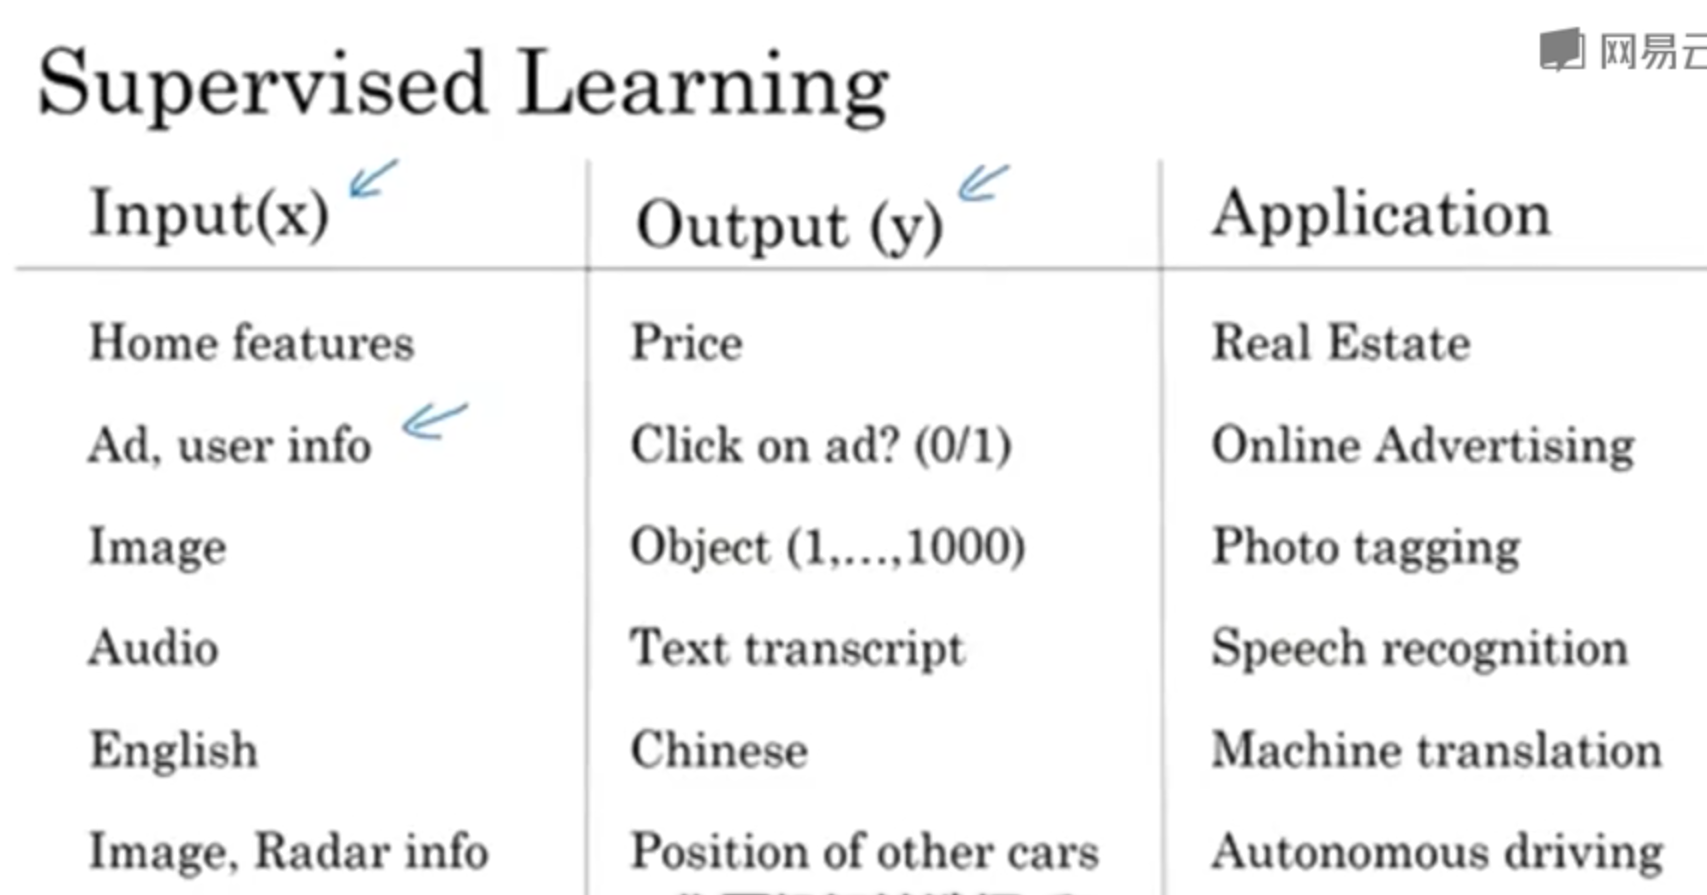 网易云
Supervised Learning
Input(x) Output (y) Application
Home features Price Real Estate
Ad, user info Click on ad? (0/1) Online Advertising
Image Object (1,...,1000) Photo tagging
Audio Text transcript Speech recognition
English Chinese Machine translation
Image, Radar info Position of other cars Autonomous driving